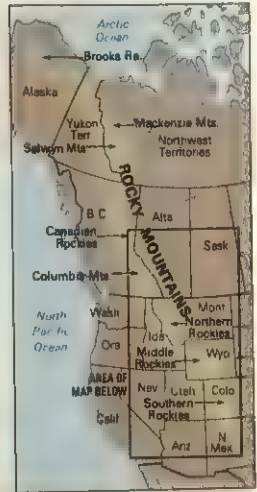 Arctic
Ocean
Brooks Ra.
Alaska
Yukon
Terr
Mackenzie Mts.
Selwyn Mts
Northwest
Territories
ROCKY MOUNTAINS
B C
Alta
Canadian
Rockies
Sask
Columbia Mts
North
Pacific
Ocean
Wash
Mont
Northern
Rockies
Ore
Ida
Middle
Rockies
Wyo
AREA OF
MAP BELOW
Nev
Utah
Colo
Southern
Rockies
Calif
Ariz
N
Mex